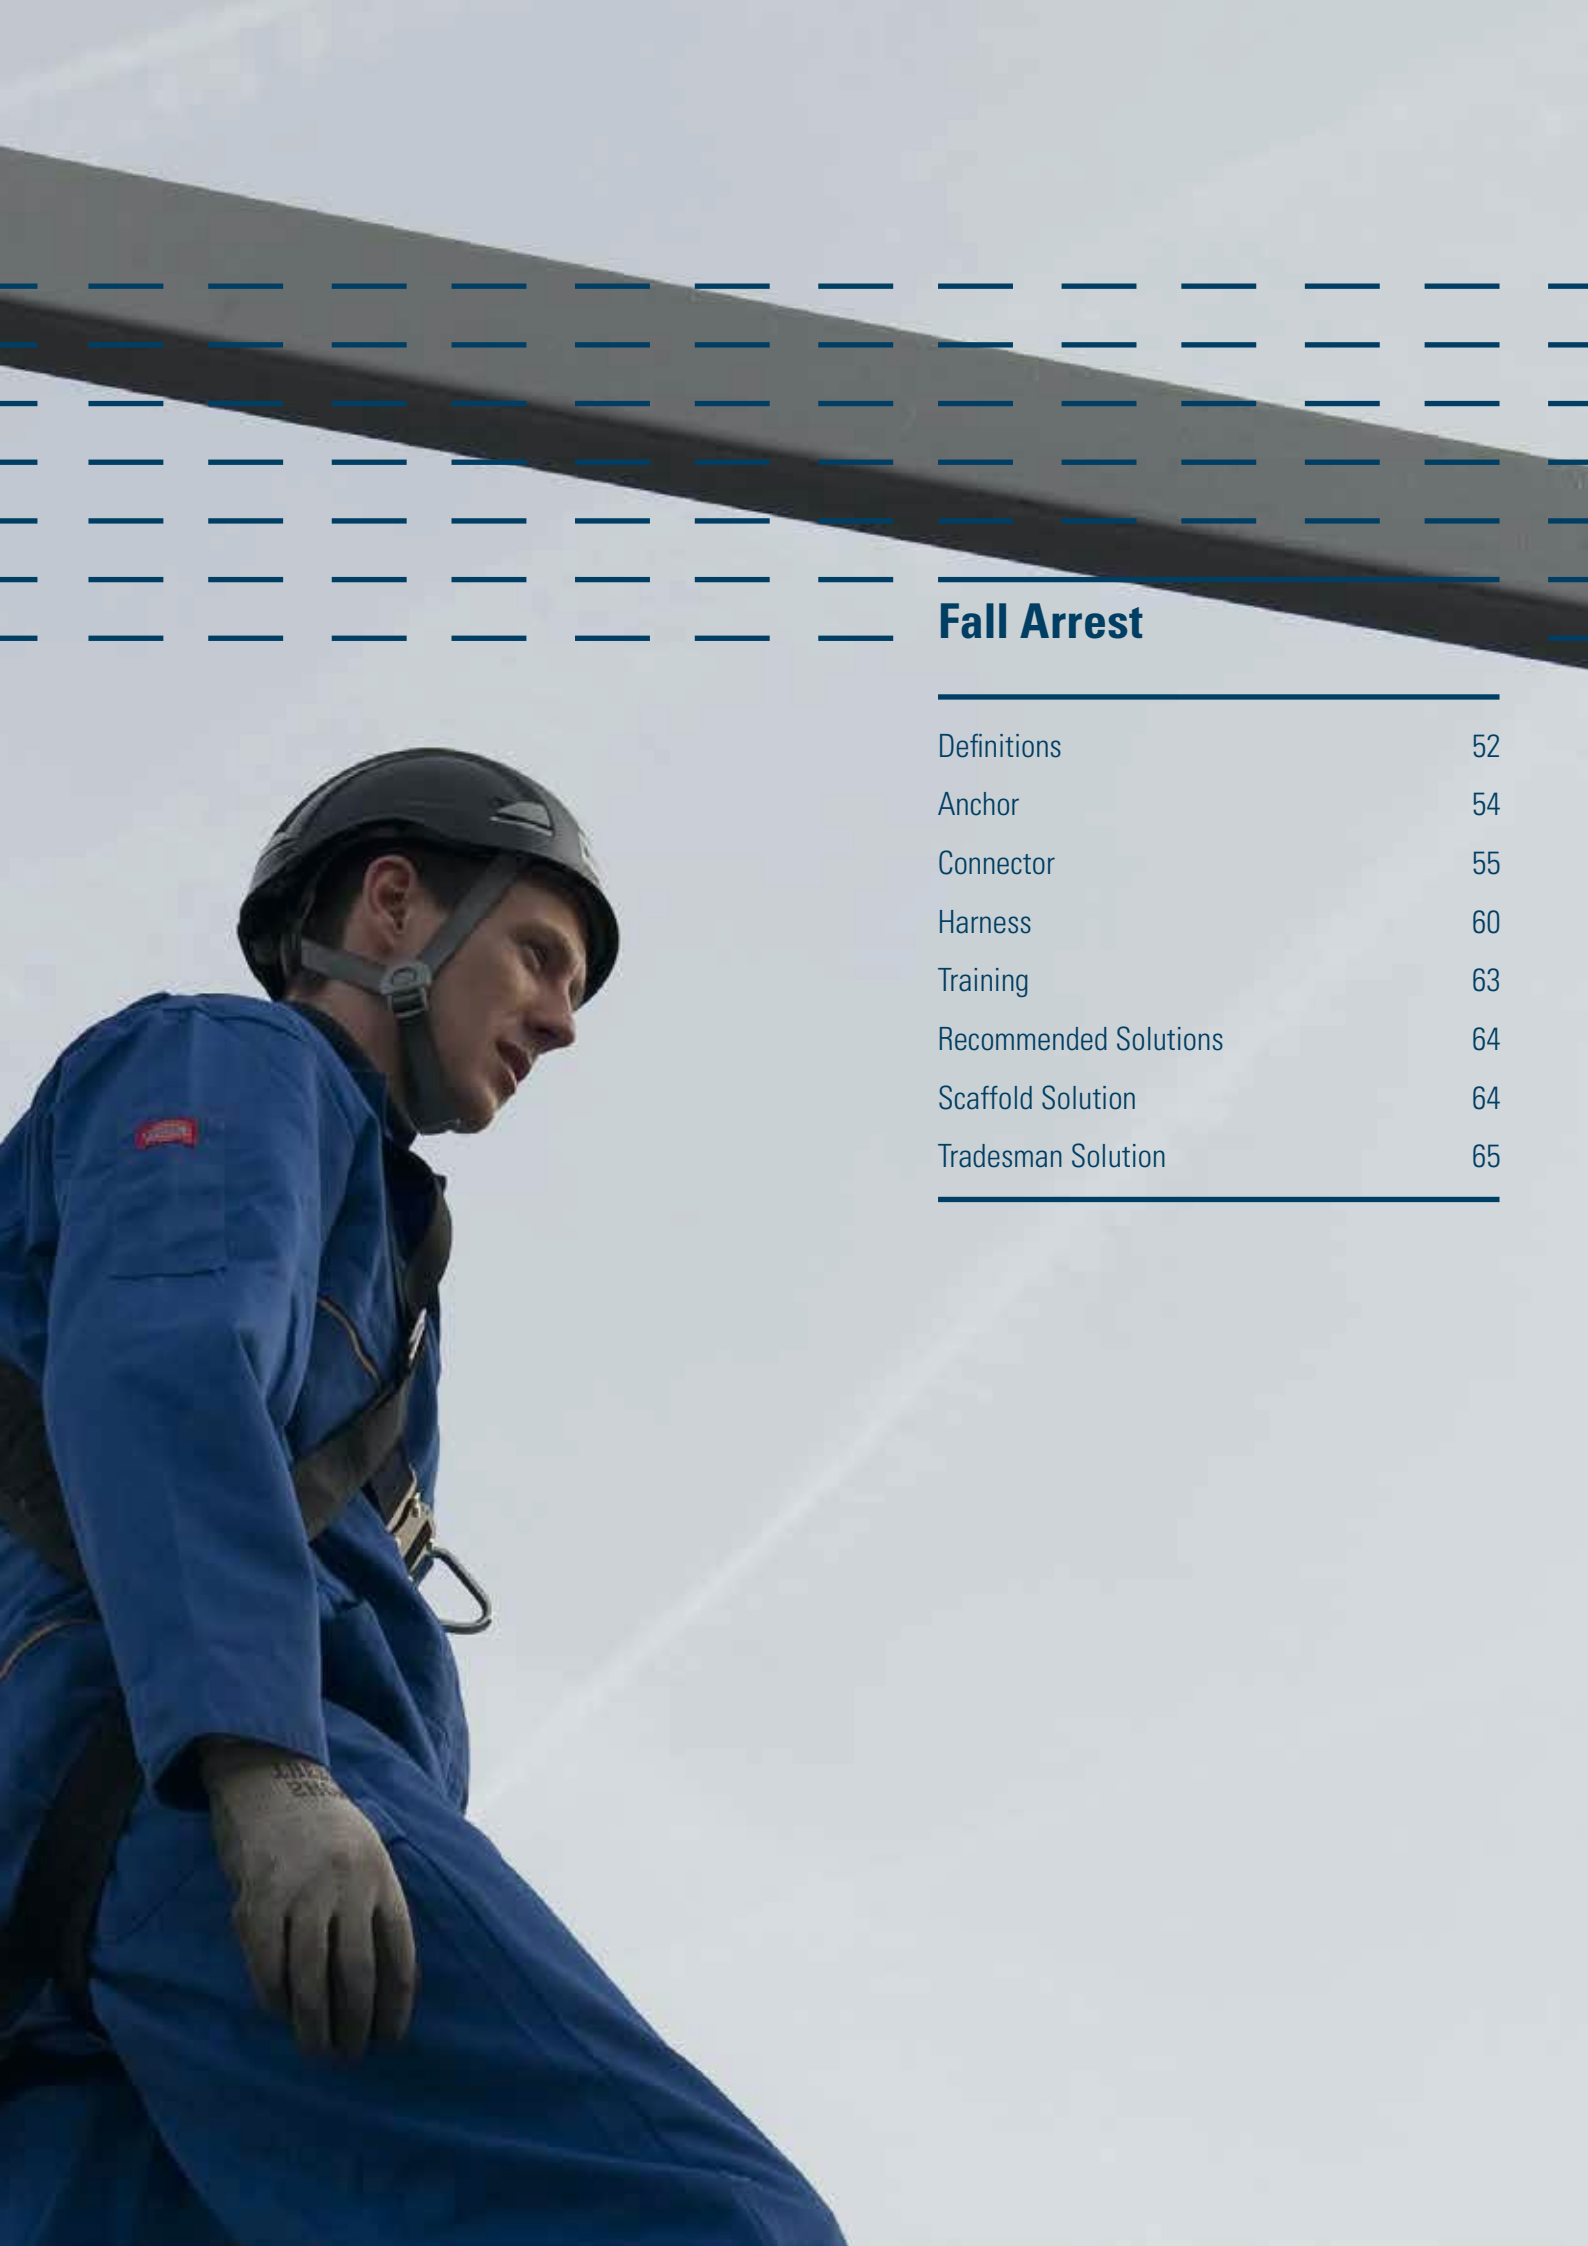 Fall Arrest
Definitions 52
Anchor 54
Connector 55
Harness 60
Training 63
Recommended Solutions 64
Scaffold Solution 64
Tradesman Solution 65